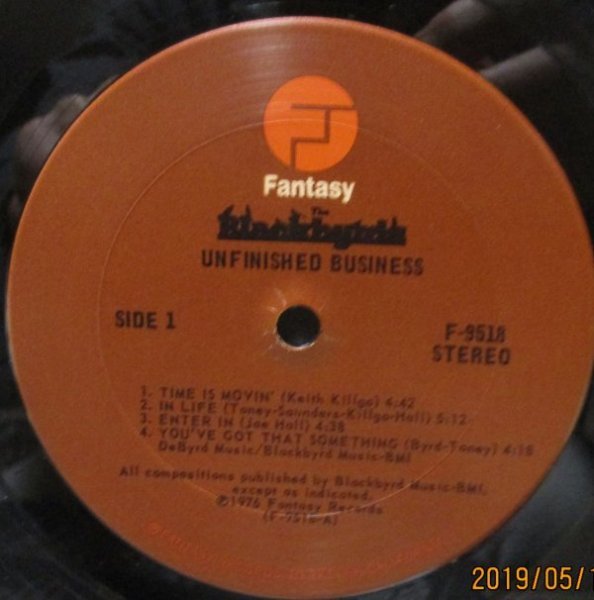 Fantasy
The
Blackbyrds
UNFINISHED BUSINESS
SIDE 1
F-9518
STEREO
1. TIME IS MOVIN' (Keith Killgo) 4:42
2. IN LIFE (Toney-Saunders-Killgo-Hall) 5:12
3. ENTER IN (Joe Hall) 4:38
4. YOU'VE GOT THAT SOMETHING (Byrd-Toney) 4:18
DeByrd Music/Blackbyrd Music-BMI
All compositions published by Blackbyrd Music-BMI,
except as indicated.
©1976 Fantasy Records
(F-9518-A)
2019/05/1